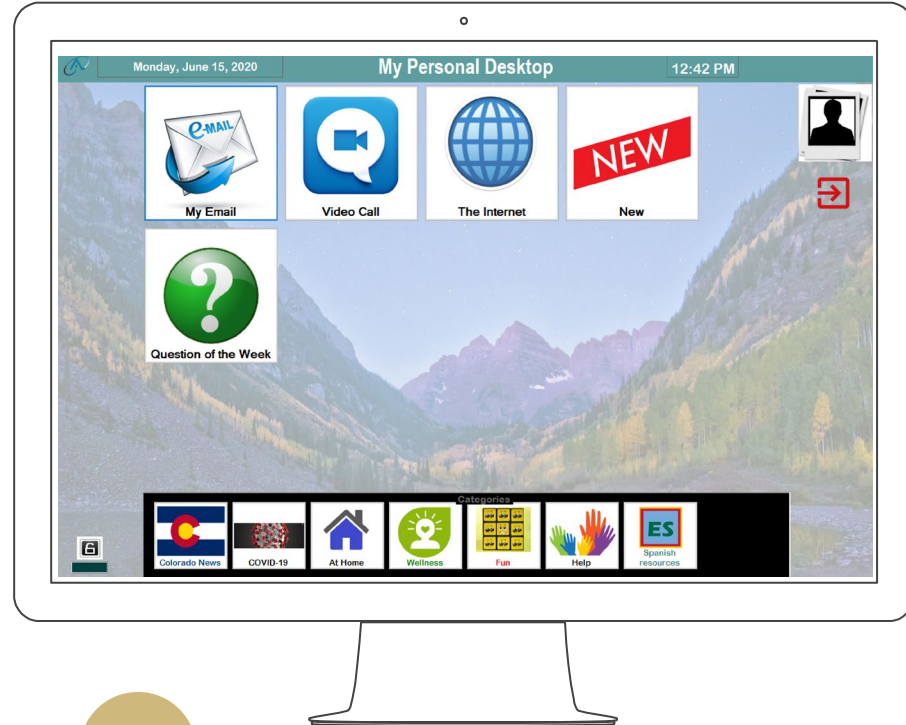 Monday, June 15, 2020
My Personal Desktop
12:42 PM
e-MAIL
NEW
My Email
Video Call
The Internet
New
?
Question of the Week
Categories
ES
Colorado News
COVID-19
At Home
Wellness
Fun
Help
Spanish
resources